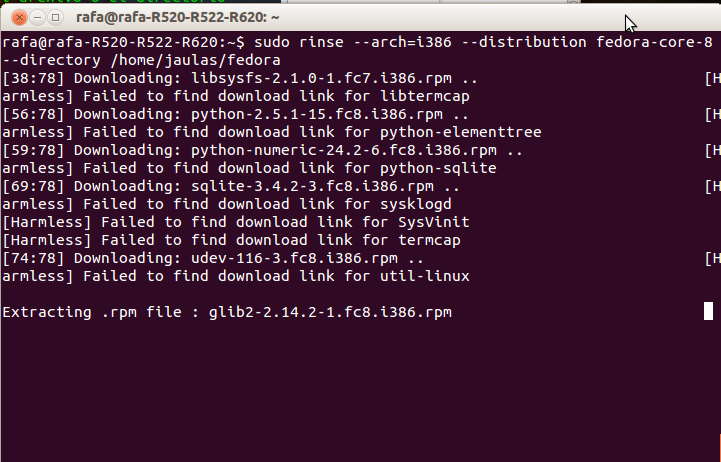 rafa@rafa-R520-R522-R620: ~
rafa@rafa-R520-R522-R620:~$ sudo rinse --arch=i386 --distribution fedora-core-8
--directory /home/jaulas/fedora
[38:78] Downloading: libsysfs-2.1.0-1.fc7.i386.rpm .. [H
armless] Failed to find download link for libtermcap
[56:78] Downloading: python-2.5.1-15.fc8.i386.rpm .. [H
armless] Failed to find download link for python-elementtree
[59:78] Downloading: python-numeric-24.2-6.fc8.i386.rpm .. [H
armless] Failed to find download link for python-sqlite
[69:78] Downloading: sqlite-3.4.2-3.fc8.i386.rpm .. [H
armless] Failed to find download link for sysklogd
[Harmless] Failed to find download link for SysVinit
[Harmless] Failed to find download link for termcap
[74:78] Downloading: udev-116-3.fc8.i386.rpm .. [H
armless] Failed to find download link for util-linux
Extracting .rpm file : glib2-2.14.2-1.fc8.i386.rpm